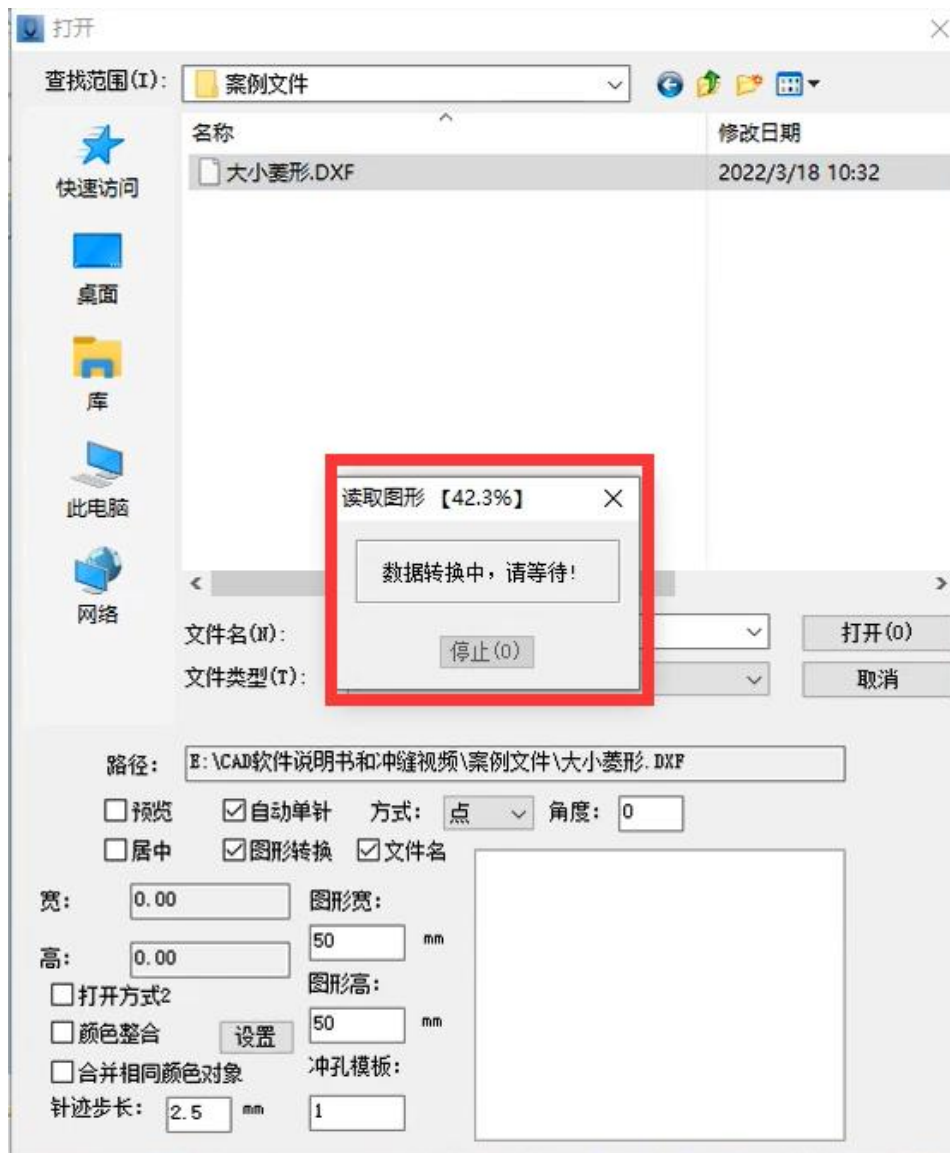 打开
查找范围(I):
案例文件
名称
修改日期
大小菱形.DXF
2022/3/18 10:32
快速访问
桌面
库
此电脑
网络
读取图形 【42.3%】
数据转换中，请等待!
停止(O)
文件名(N):
打开(O)
文件类型(T):
取消
路径: E:\CAD软件说明书和冲缝视频\案例文件\大小菱形.DXF
预览 自动单针 方式: 点 角度: 0
居中 图形转换 文件名
宽: 0.00
图形宽:
50 mm
高: 0.00
图形高:
打开方式2
50 mm
颜色整合 设置
冲孔模板:
合并相同颜色对象
针迹步长: 2.5 mm
1